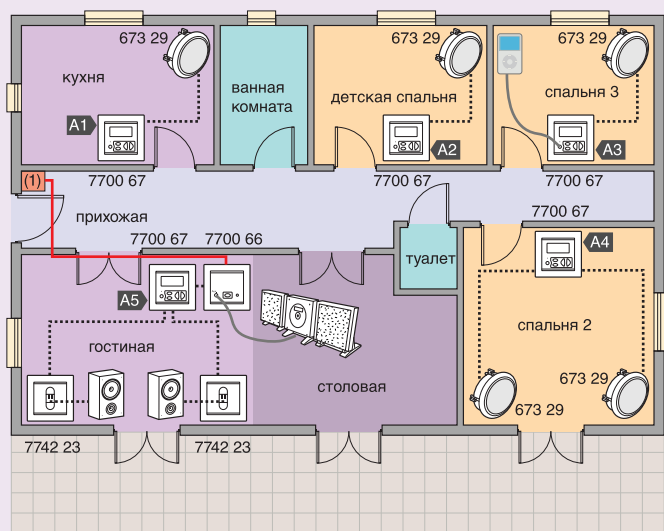 673 29
673 29
673 29
кухня
ванная
комната
детская спальня
спальня 3
A1
A2
A3
(1)
7700 67
7700 67
7700 67
прихожая
7700 67
7700 67
7700 66
A4
туалет
A5
спальня 2
гостиная
столовая
673 29
673 29
7742 23
7742 23